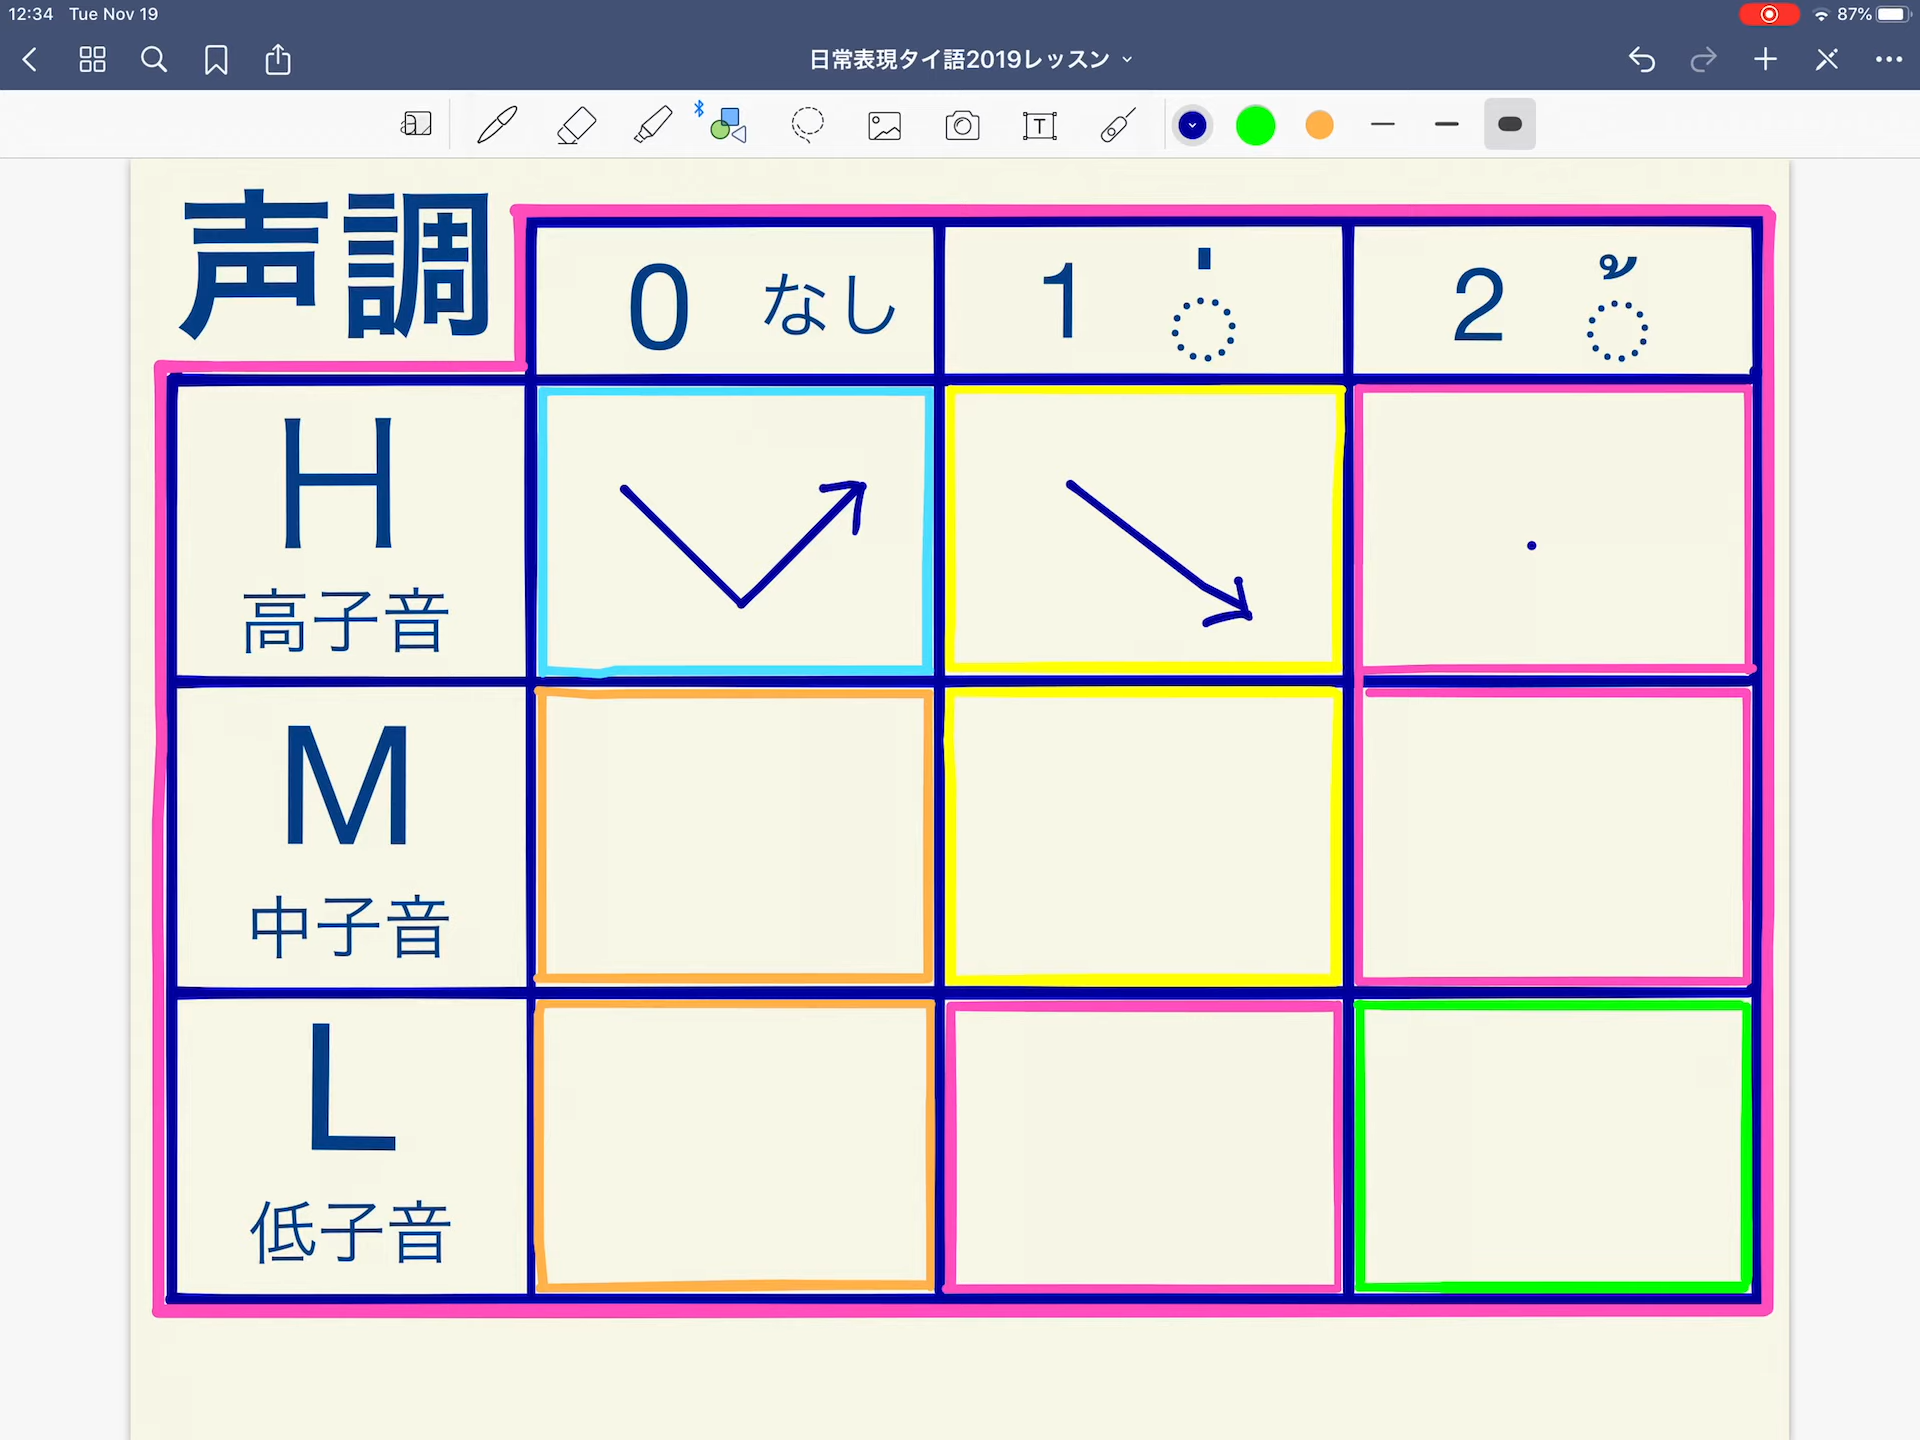 12:34 Tue Nov 19
87%
日常表現タイ語2019レッスン
声調
0 なし
1 ่
2 ้
H
高子音
M
中子音
L
低子音